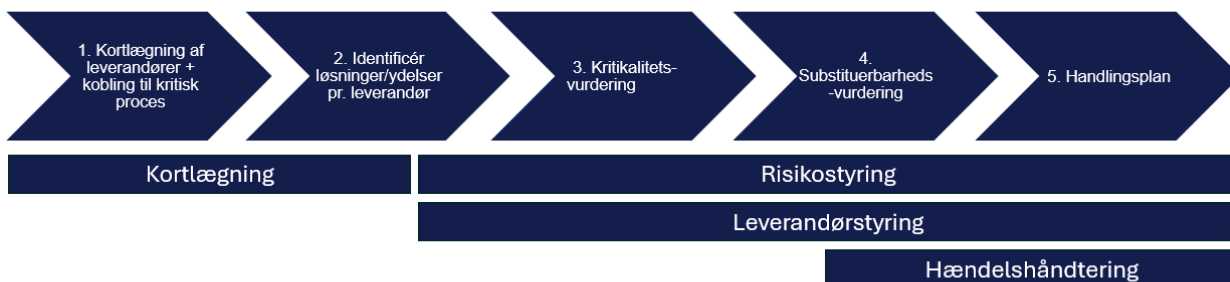 1. Kortlægning af
leverandører +
kobling til kritisk
proces
2. Identificér
løsninger/ydelser
pr. leverandør
3. Kritikalitets-
vurdering
4.
Substituerbarheds
-vurdering
5. Handlingsplan
Kortlægning
Risikostyring
Leverandørstyring
Hændelshåndtering